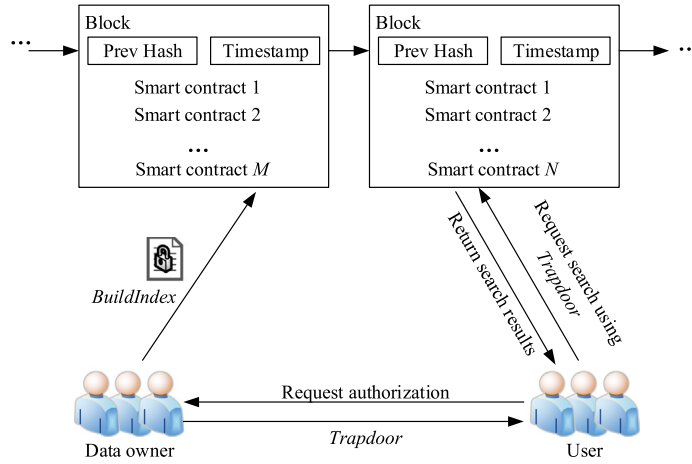 Block
Prev Hash
Timestamp
Smart contract 1
Smart contract 2
...
Smart contract M
Block
Prev Hash
Timestamp
Smart contract 1
Smart contract 2
...
Smart contract N
...
..
BuildIndex
Return search results
Request search using
Trapdoor
Request authorization
Trapdoor
Data owner
User